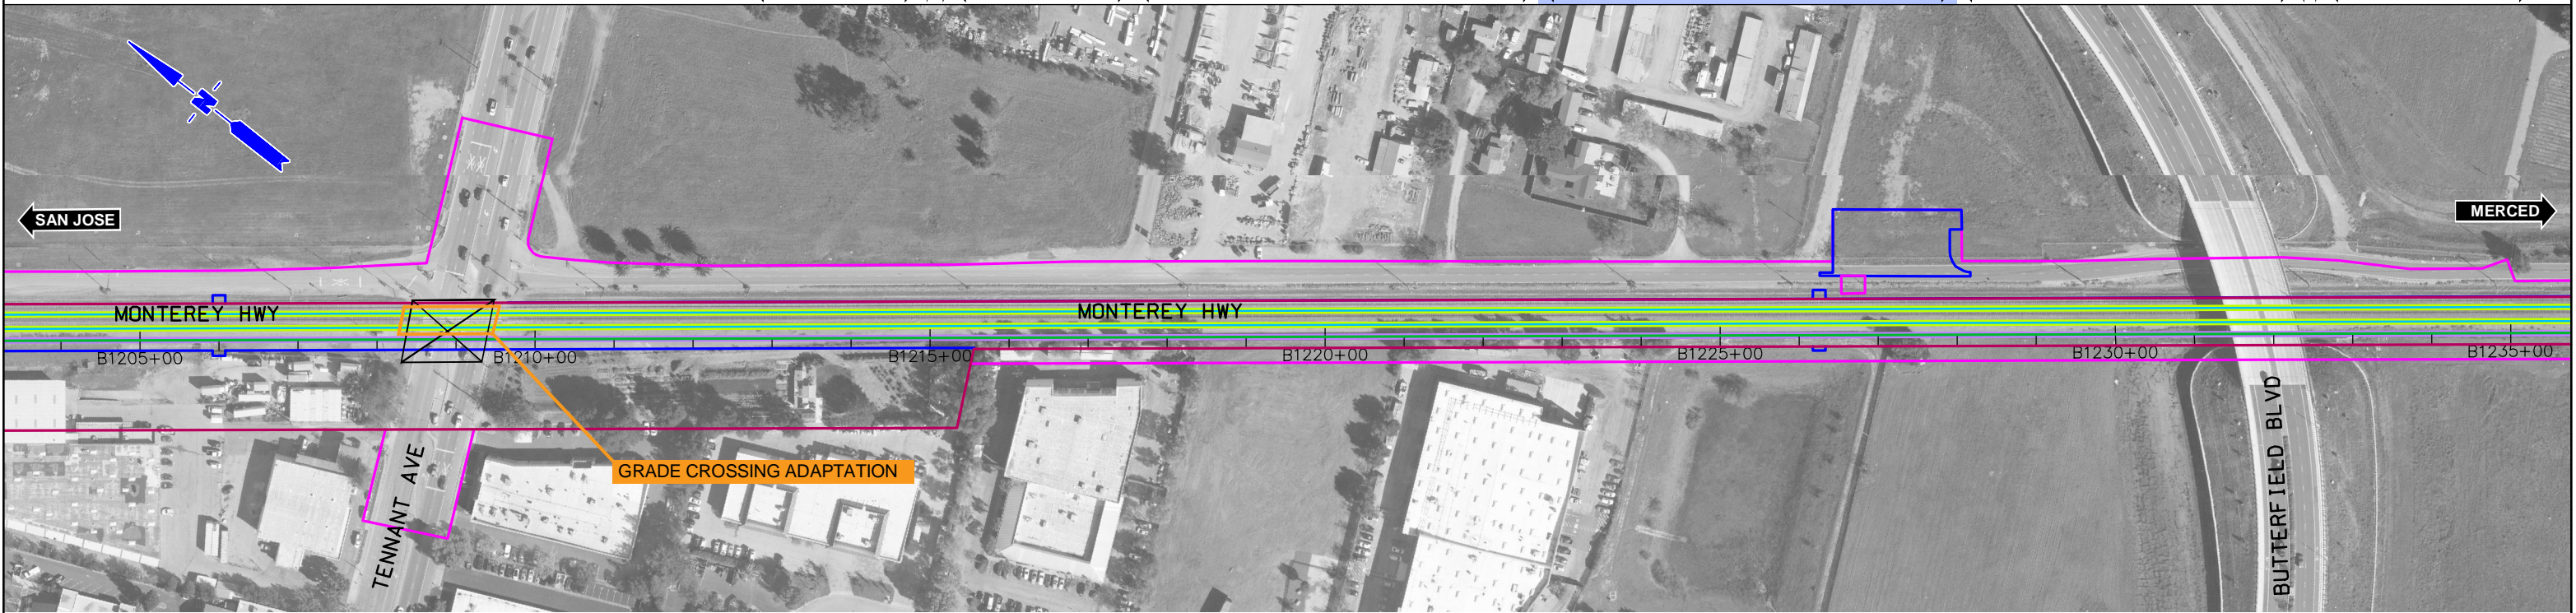 N
SAN JOSE
MERCED
MONTEREY HWY
MONTEREY HWY
B1205+00
B1210+00
B1215+00
B1220+00
B1225+00
B1230+00
B1235+00
GRADE CROSSING ADAPTATION
TENNANT AVE
BUTTERFIELD BLVD